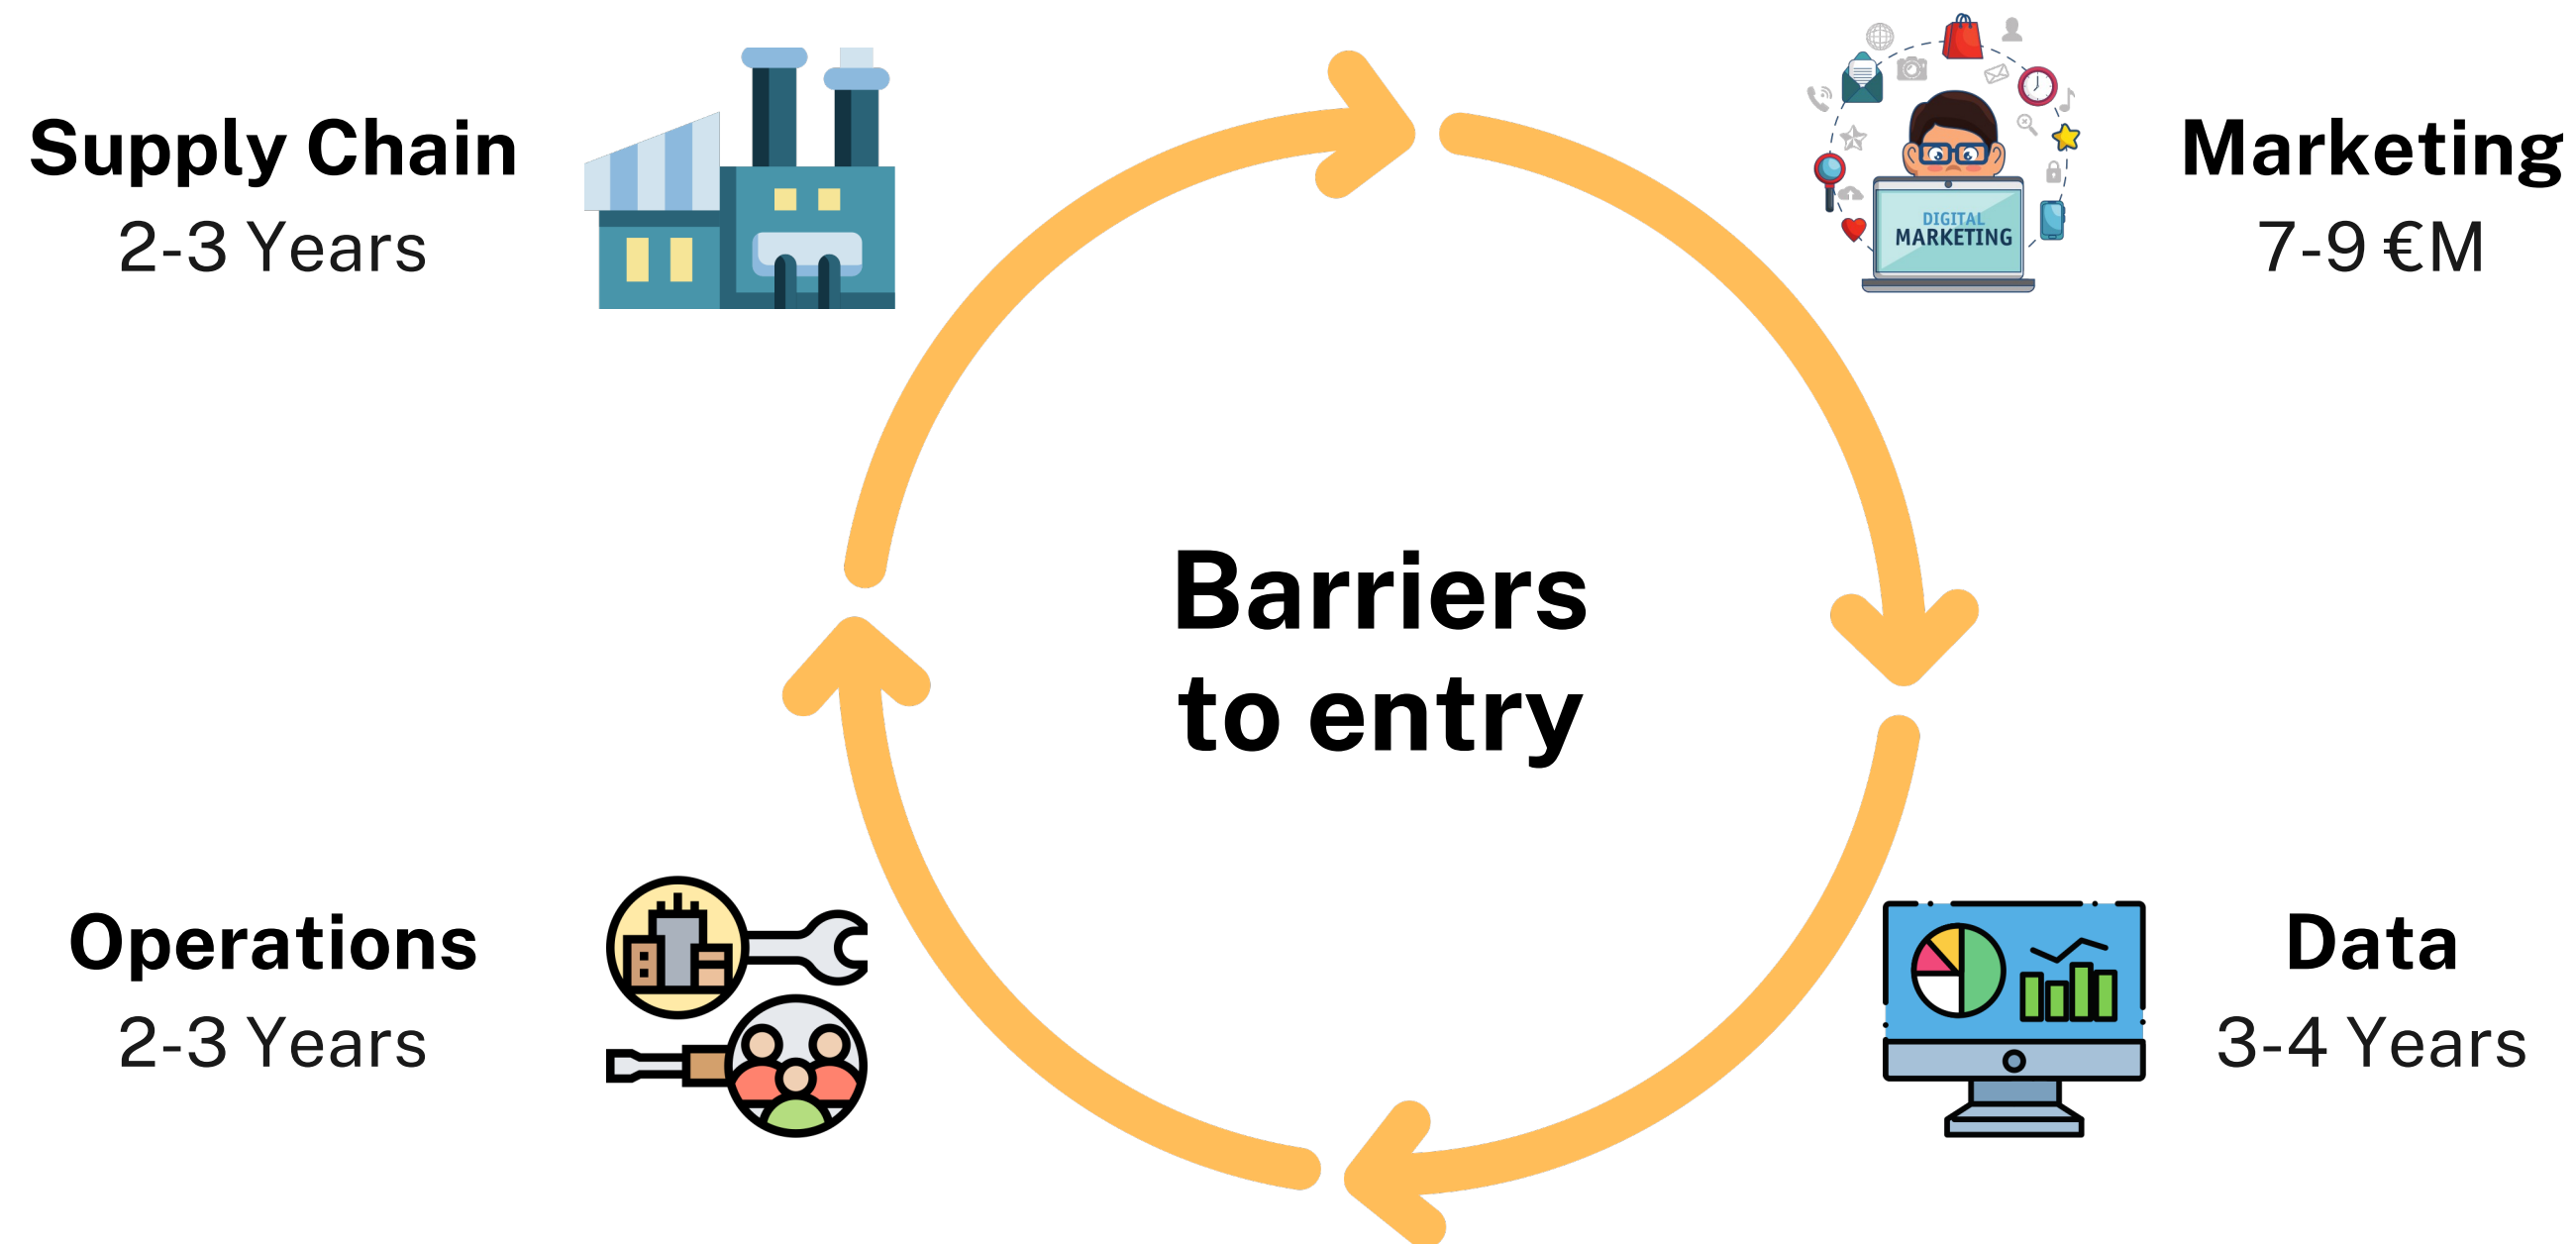 Supply Chain
2-3 Years
Marketing
7-9 €M
DIGITAL
MARKETING
Barriers
to entry
Operations
2-3 Years
Data
3-4 Years